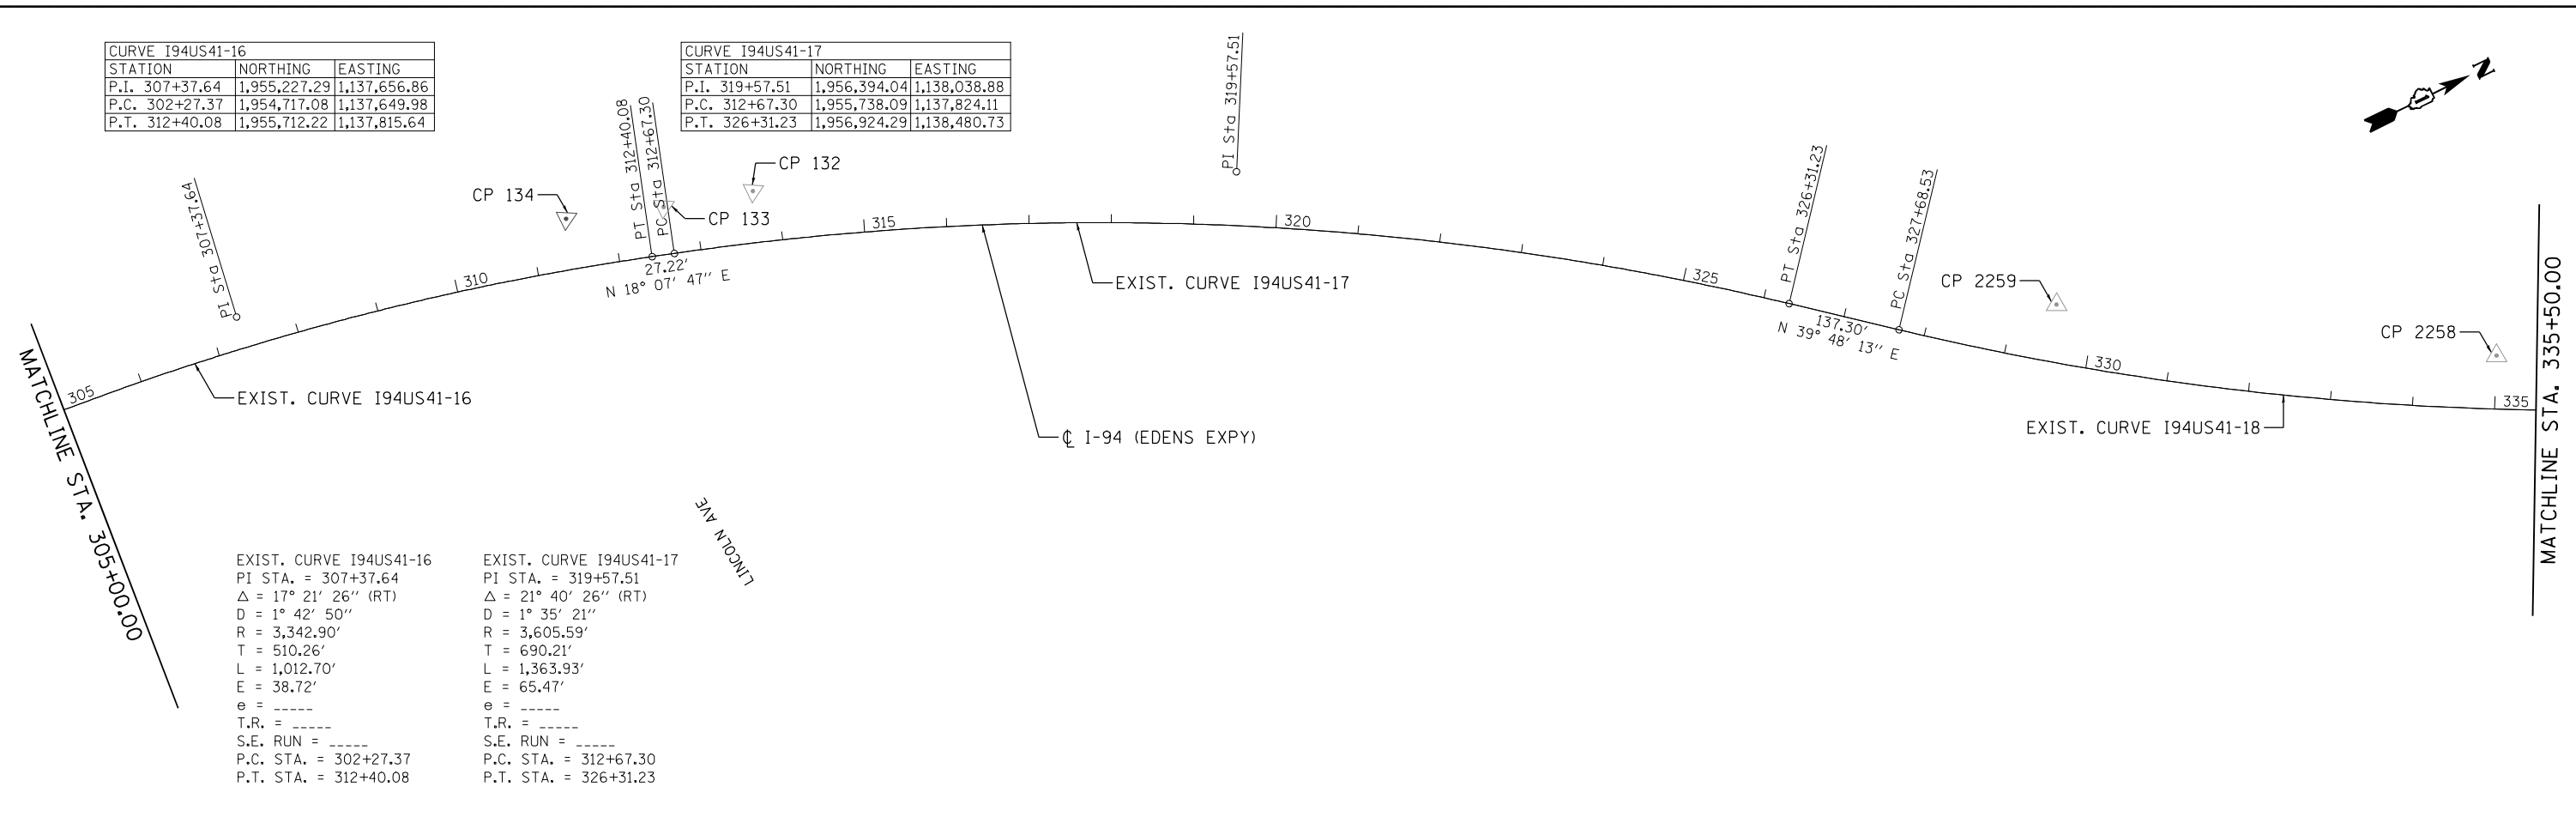 CURVE I94US41-16
STATION NORTHING EASTING
P.I. 307+37.64 1,955,227.29 1,137,656.86
P.C. 302+27.37 1,954,717.08 1,137,649.98
P.T. 312+40.08 1,955,712.22 1,137,815.64
CURVE I94US41-17
STATION NORTHING EASTING
P.I. 319+57.51 1,956,394.04 1,138,038.88
P.C. 312+67.30 1,955,738.09 1,137,824.11
P.T. 326+31.23 1,956,924.29 1,138,480.73
N
PI Sta 307+37.64
CP 134
PT Sta 312+40.08
PC Sta 312+67.30
CP 132
CP 133
PI Sta 319+57.51
PT Sta 326+31.23
PC Sta 327+68.53
CP 2259
CP 2258
305
310
315
320
325
330
335
27.22′
N 18° 07′ 47″ E
137.30′
N 39° 48′ 13″ E
EXIST. CURVE I94US41-16
EXIST. CURVE I94US41-17
℄ I-94 (EDENS EXPY)
EXIST. CURVE I94US41-18
MATCHLINE STA. 305+00.00
MATCHLINE STA. 335+50.00
LINCOLN AVE
EXIST. CURVE I94US41-16
PI STA. = 307+37.64
△ = 17° 21′ 26″ (RT)
D = 1° 42′ 50″
R = 3,342.90′
T = 510.26′
L = 1,012.70′
E = 38.72′
e = _____
T.R. = _____
S.E. RUN = _____
P.C. STA. = 302+27.37
P.T. STA. = 312+40.08
EXIST. CURVE I94US41-17
PI STA. = 319+57.51
△ = 21° 40′ 26″ (RT)
D = 1° 35′ 21″
R = 3,605.59′
T = 690.21′
L = 1,363.93′
E = 65.47′
e = _____
T.R. = _____
S.E. RUN = _____
P.C. STA. = 312+67.30
P.T. STA. = 326+31.23